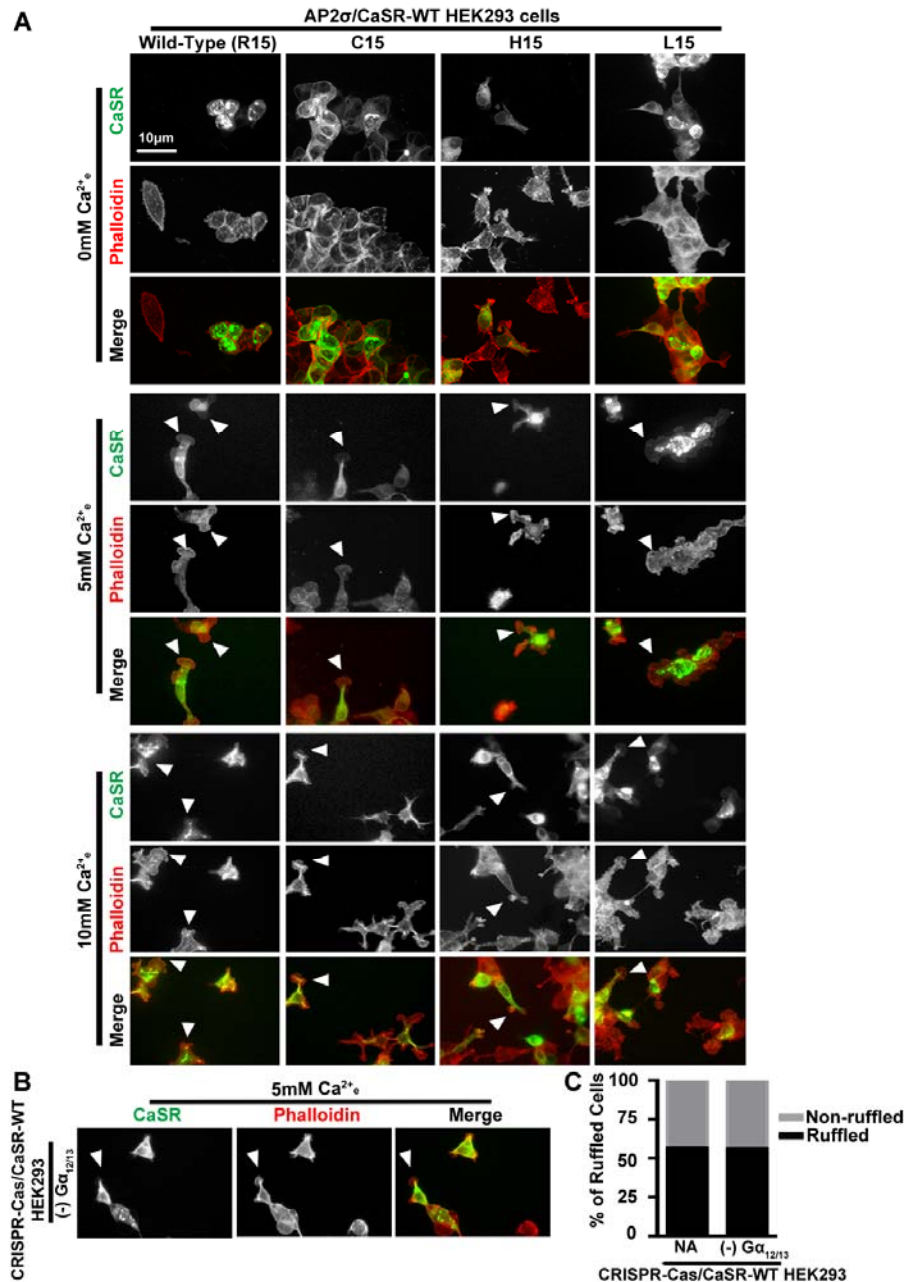 A
AP2σ/CaSR-WT HEK293 cells
Wild-Type (R15) C15 H15 L15
0mM Ca²⁺ₑ
CaSR
10µm
Phalloidin
Merge
5mM Ca²⁺ₑ
CaSR
Phalloidin
Merge
10mM Ca²⁺ₑ
CaSR
Phalloidin
Merge
B
5mM Ca²⁺ₑ
CaSR Phalloidin Merge
CRISPR-Cas/CaSR-WT
HEK293
(-) Gα₁₂/₁₃
C
% of Ruffled Cells
100
75
50
25
0
Non-ruffled
Ruffled
NA (-) Gα₁₂/₁₃
CRISPR-Cas/CaSR-WT HEK293